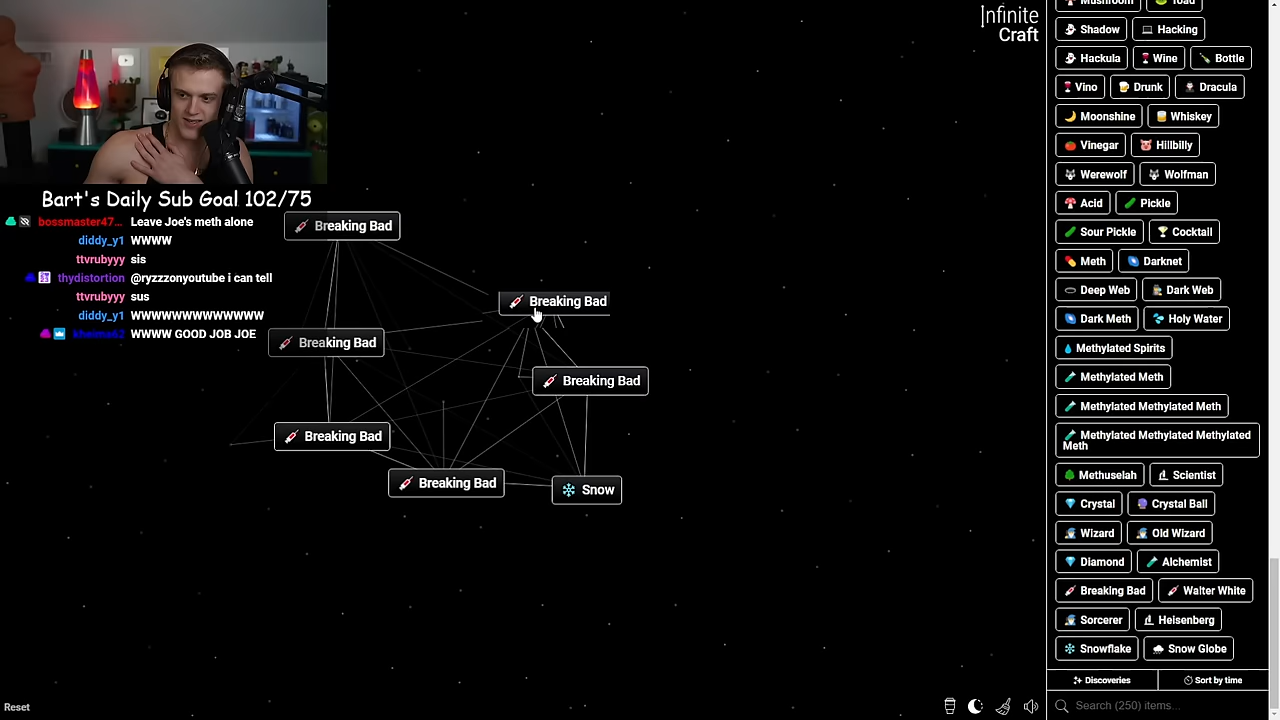 Infinite
Craft
Bart's Daily Sub Goal 102/75
bossmaster47... Leave Joe's meth alone
diddy_y1 WWWW
ttvrubyyy sis
thydistortion @ryzzzonyoutube i can tell
ttvrubyyy sus
diddy_y1 WWWWWWWWWWWWW
WWWW GOOD JOB JOE
Breaking Bad
Breaking Bad
Breaking Bad
Breaking Bad
Breaking Bad
Breaking Bad
Snow
Mushroom Toad
Shadow Hacking
Hackula Wine Bottle
Vino Drunk Dracula
Moonshine Whiskey
Vinegar Hillbilly
Werewolf Wolfman
Acid Pickle
Sour Pickle Cocktail
Meth Darknet
Deep Web Dark Web
Dark Meth Holy Water
Methylated Spirits
Methylated Meth
Methylated Methylated Meth
Methylated Methylated Methylated
Meth
Methuselah Scientist
Crystal Crystal Ball
Wizard Old Wizard
Diamond Alchemist
Breaking Bad Walter White
Sorcerer Heisenberg
Snowflake Snow Globe
Discoveries Sort by time
Search (250) items...
Reset